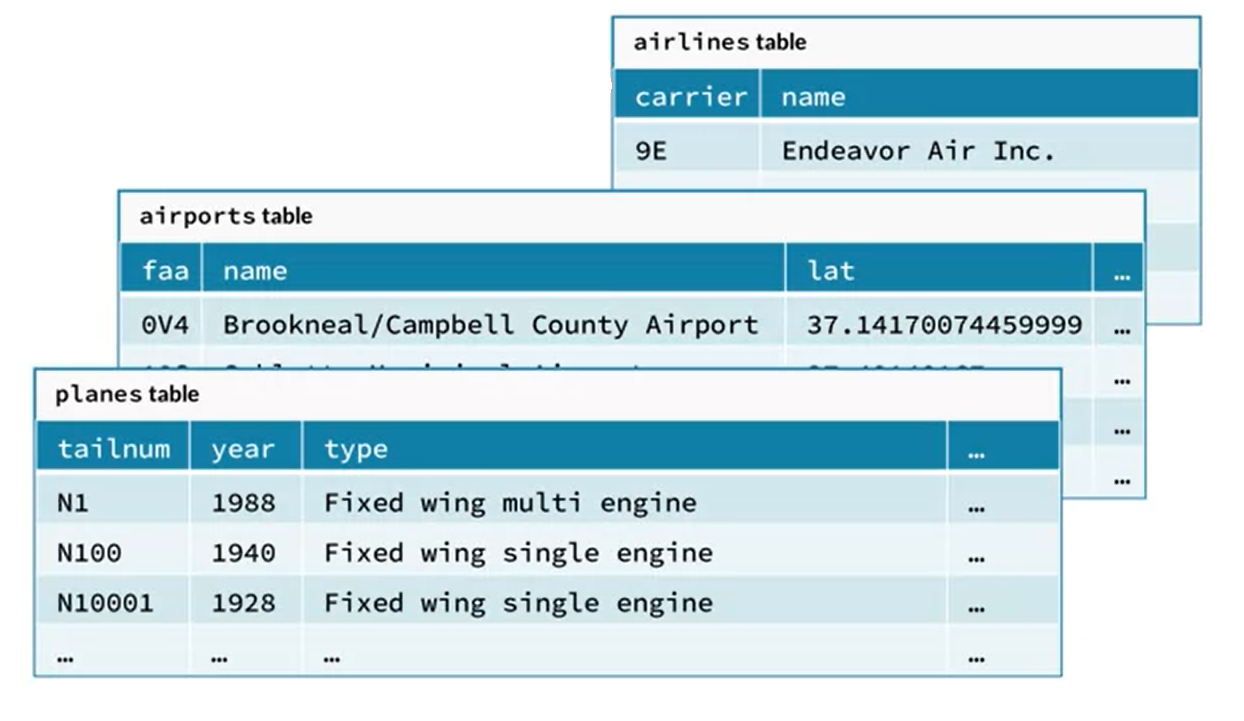 airlines table
carrier name
9E Endeavor Air Inc.
airports table
faa name lat …
0V4 Brookneal/Campbell County Airport 37.14170074459999 …
…
…
…
planes table
tailnum year type …
N1 1988 Fixed wing multi engine …
N100 1940 Fixed wing single engine …
N10001 1928 Fixed wing single engine …
… … … …